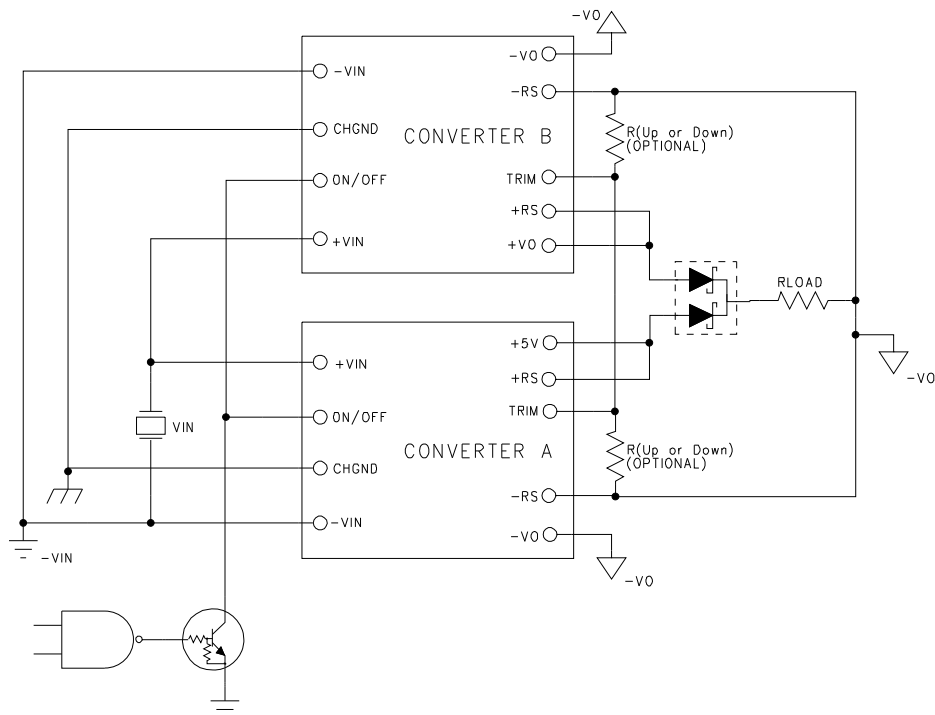 -VO
-VIN
-VO
-RS
CHGND
CONVERTER B
R(Up or Down)
(OPTIONAL)
ON/OFF
TRIM
+RS
+VIN
+VO
RLOAD
+5V
+VIN
+RS
-VO
TRIM
ON/OFF
VIN
CONVERTER A
R(Up or Down)
(OPTIONAL)
CHGND
-RS
-VIN
-VO
-VIN
-VO